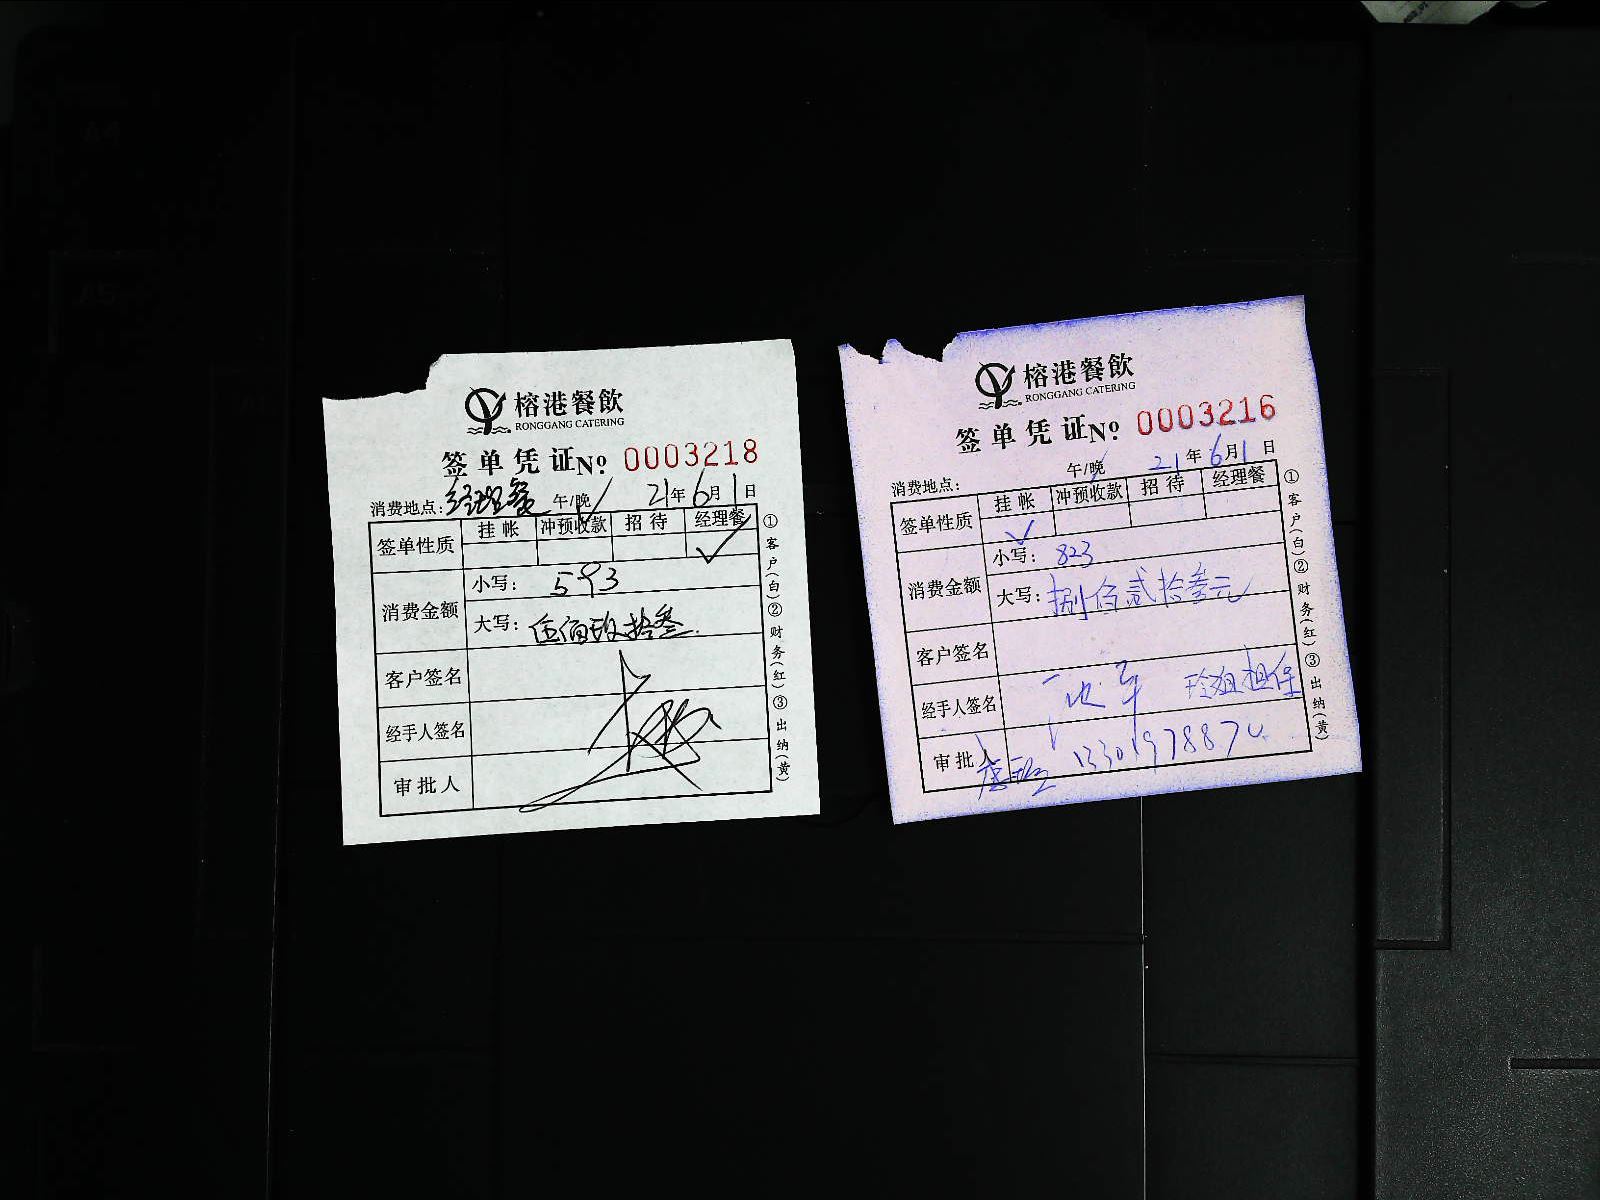 榕港餐飲
RONGGANG CATERING
签单凭证No. 0003218
消费地点：经理餐 午/晚 21年6月1日
签单性质 挂帐 冲预收款 招待 经理餐
✓
消费金额 小写：593
大写：伍佰玖拾叁
客户签名
经手人签名
审批人
①客户（白）②财务（红）③出纳（黄）
榕港餐飲
RONGGANG CATERING
签单凭证No. 0003216
消费地点： 午/晚 21年6月1日
签单性质 挂帐 冲预收款 招待 经理餐
✓
消费金额 小写：823
大写：捌佰贰拾叁元
客户签名
经手人签名 担保
审批人
①客户（白）②财务（红）③出纳（黄）